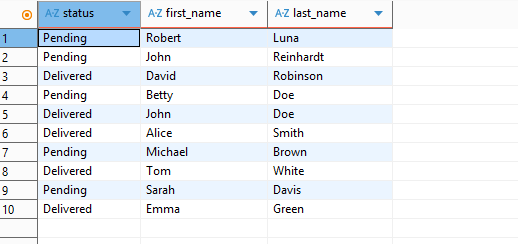 A-Z status A-Z first_name A-Z last_name
1 Pending Robert Luna
2 Pending John Reinhardt
3 Delivered David Robinson
4 Pending Betty Doe
5 Delivered John Doe
6 Delivered Alice Smith
7 Pending Michael Brown
8 Delivered Tom White
9 Pending Sarah Davis
10 Delivered Emma Green